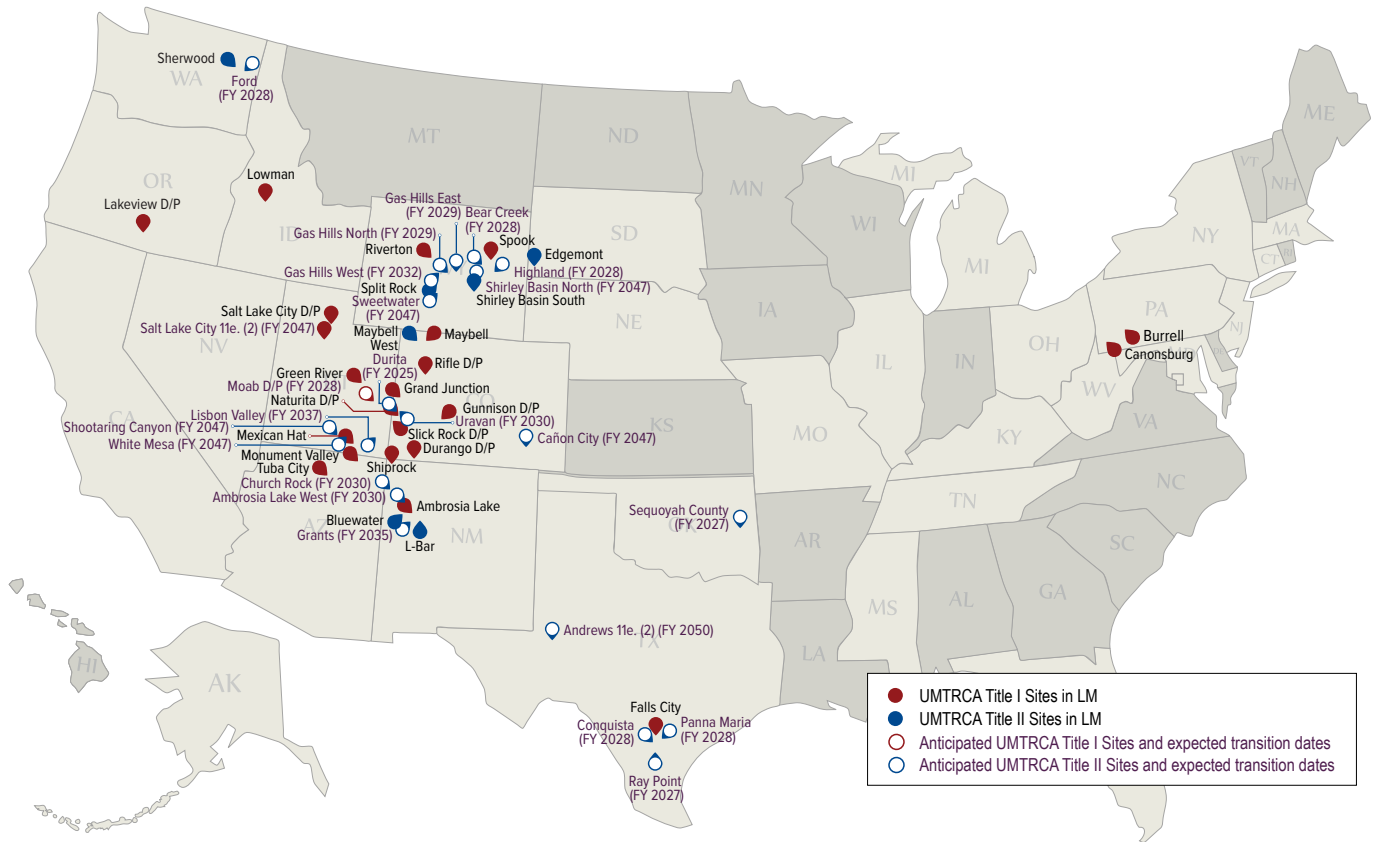 Sherwood
WA
Ford
(FY 2028)
MT
ND
ME
VT
NH
OR
Lowman
Lakeview D/P
ID
MN
MI
WI
SD
NY
MA
CT
RI
Gas Hills East
(FY 2029)
Bear Creek
(FY 2028)
Gas Hills North (FY 2029)
Spook
Riverton
Edgemont
Gas Hills West (FY 2032)
Highland (FY 2028)
Split Rock
Shirley Basin North (FY 2047)
Sweetwater
(FY 2047)
Shirley Basin South
MI
IA
NE
PA
NJ
Salt Lake City D/P
Salt Lake City 11e. (2) (FY 2047)
NV
Maybell
West
Maybell
Burrell
Canonsburg
MD
DE
OH
IN
IL
WV
VA
Durita
(FY 2025)
Rifle D/P
Green River
Moab D/P (FY 2028)
Grand Junction
Naturita D/P
CO
Gunnison D/P
Uravan (FY 2030)
CA
Lisbon Valley (FY 2037)
Shootaring Canyon (FY 2047)
Mexican Hat
White Mesa (FY 2047)
Slick Rock D/P
Cañon City (FY 2047)
KS
MO
KY
Monument Valley
Durango D/P
Tuba City
Shiprock
Church Rock (FY 2030)
Ambrosia Lake West (FY 2030)
Ambrosia Lake
TN
NC
Bluewater
AZ
Grants (FY 2035)
L-Bar
NM
Sequoyah County
(FY 2027)
OK
AR
SC
MS
AL
GA
Andrews 11e. (2) (FY 2050)
TX
LA
HI
AK
Falls City
Conquista
(FY 2028)
Panna Maria
(FY 2028)
Ray Point
(FY 2027)
UMTRCA Title I Sites in LM
UMTRCA Title II Sites in LM
Anticipated UMTRCA Title I Sites and expected transition dates
Anticipated UMTRCA Title II Sites and expected transition dates